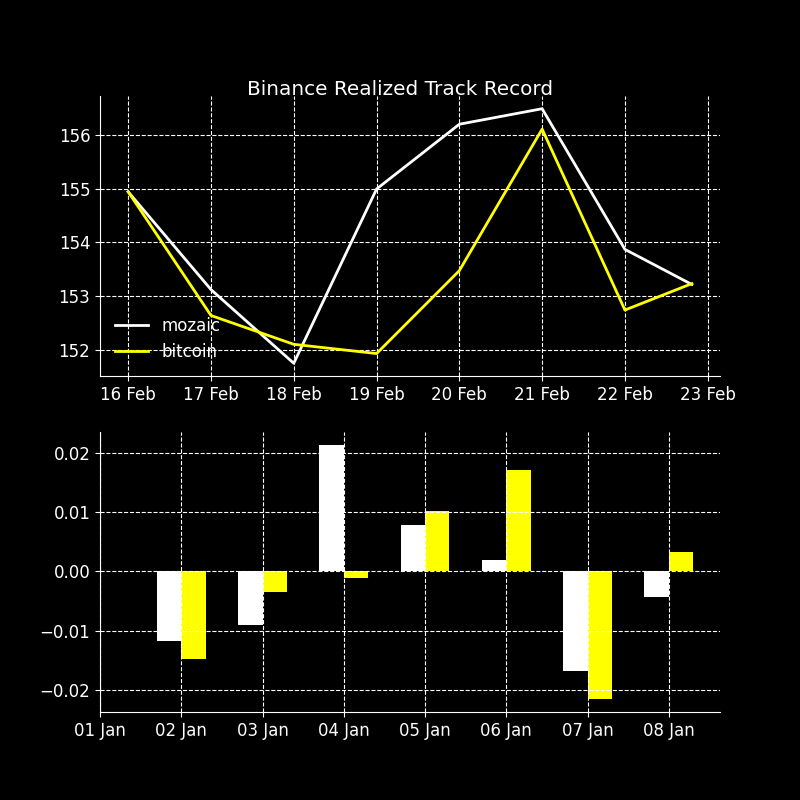 Binance Realized Track Record
156
155
154
153
152
mozaic
bitcoin
16 Feb 17 Feb 18 Feb 19 Feb 20 Feb 21 Feb 22 Feb 23 Feb
0.02
0.01
0.00
−0.01
−0.02
01 Jan 02 Jan 03 Jan 04 Jan 05 Jan 06 Jan 07 Jan 08 Jan